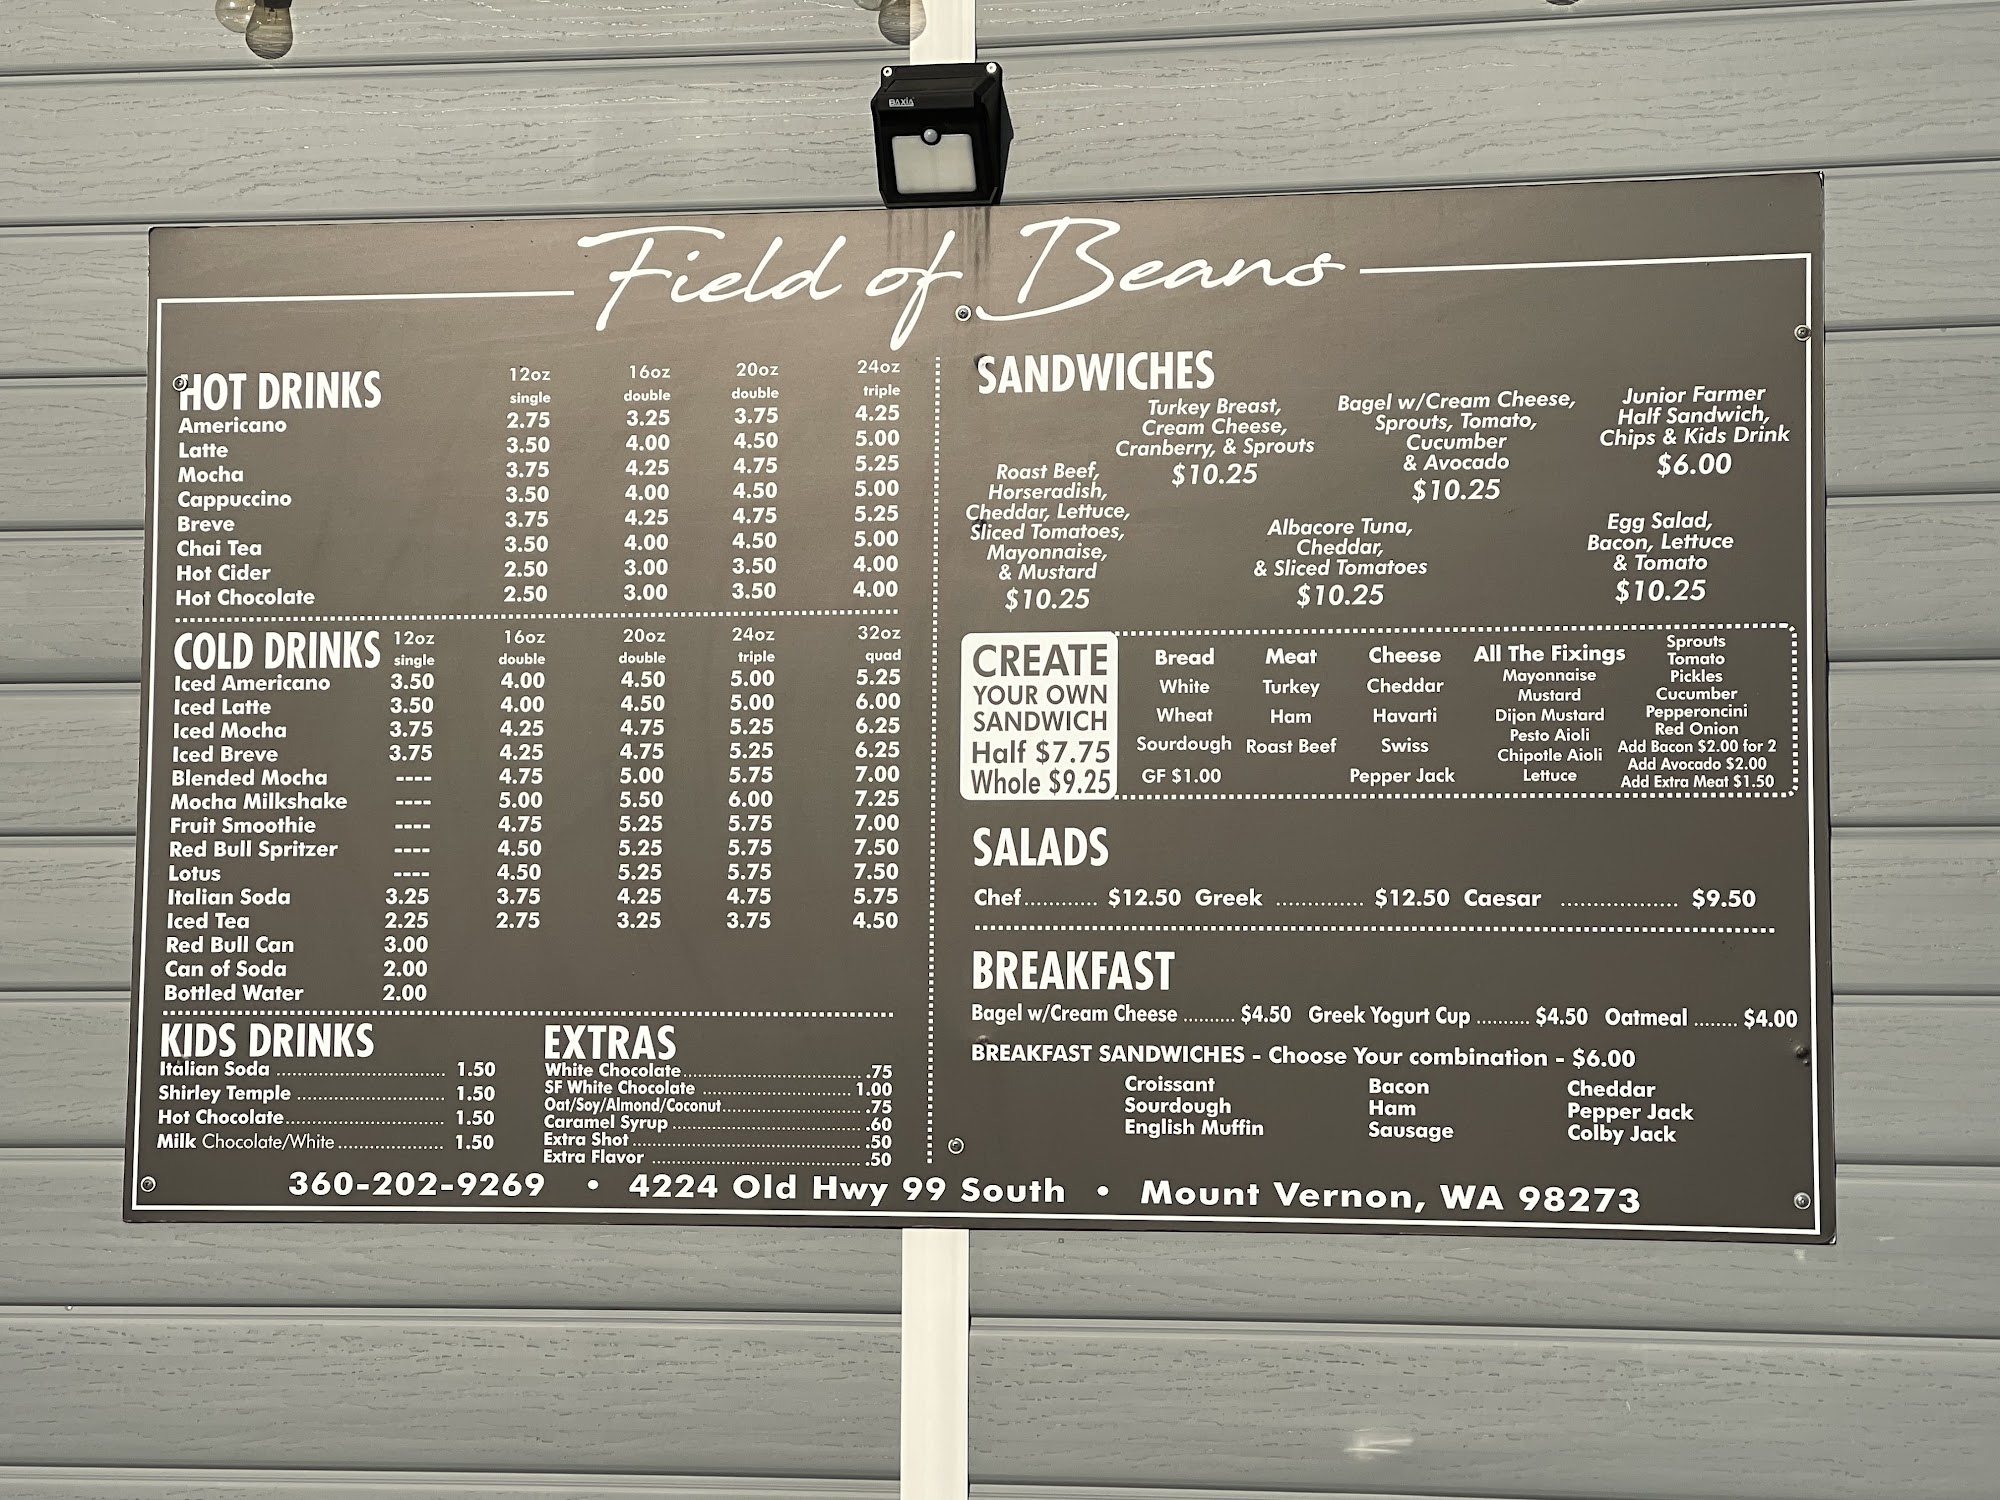 BAXIA
Field of Beans
HOT DRINKS 12oz 16oz 20oz 24oz
single double double triple
Americano 2.75 3.25 3.75 4.25
Latte 3.50 4.00 4.50 5.00
Mocha 3.75 4.25 4.75 5.25
Cappuccino 3.50 4.00 4.50 5.00
Breve 3.75 4.25 4.75 5.25
Chai Tea 3.50 4.00 4.50 5.00
Hot Cider 2.50 3.00 3.50 4.00
Hot Chocolate 2.50 3.00 3.50 4.00
COLD DRINKS 12oz 16oz 20oz 24oz 32oz
single double double triple quad
Iced Americano 3.50 4.00 4.50 5.00 5.25
Iced Latte 3.50 4.00 4.50 5.00 6.00
Iced Mocha 3.75 4.25 4.75 5.25 6.25
Iced Breve 3.75 4.25 4.75 5.25 6.25
Blended Mocha ---- 4.75 5.00 5.75 7.00
Mocha Milkshake ---- 5.00 5.50 6.00 7.25
Fruit Smoothie ---- 4.75 5.25 5.75 7.00
Red Bull Spritzer ---- 4.50 5.25 5.75 7.50
Lotus ---- 4.50 5.25 5.75 7.50
Italian Soda 3.25 3.75 4.25 4.75 5.75
Iced Tea 2.25 2.75 3.25 3.75 4.50
Red Bull Can 3.00
Can of Soda 2.00
Bottled Water 2.00
KIDS DRINKS
Italian Soda 1.50
Shirley Temple 1.50
Hot Chocolate 1.50
Milk Chocolate/White 1.50
EXTRAS
White Chocolate .75
SF White Chocolate 1.00
Oat/Soy/Almond/Coconut .75
Caramel Syrup .60
Extra Shot .50
Extra Flavor .50
SANDWICHES
Roast Beef,
Horseradish,
Cheddar, Lettuce,
Sliced Tomatoes,
Mayonnaise,
& Mustard
$10.25
Turkey Breast,
Cream Cheese,
Cranberry, & Sprouts
$10.25
Bagel w/Cream Cheese,
Sprouts, Tomato,
Cucumber
& Avocado
$10.25
Junior Farmer
Half Sandwich,
Chips & Kids Drink
$6.00
Albacore Tuna,
Cheddar,
& Sliced Tomatoes
$10.25
Egg Salad,
Bacon, Lettuce
& Tomato
$10.25
CREATE
YOUR OWN
SANDWICH
Half $7.75
Whole $9.25
Bread
White
Wheat
Sourdough
GF $1.00
Meat
Turkey
Ham
Roast Beef
Cheese
Cheddar
Havarti
Swiss
Pepper Jack
All The Fixings
Mayonnaise
Mustard
Dijon Mustard
Pesto Aioli
Chipotle Aioli
Lettuce
Sprouts
Tomato
Pickles
Cucumber
Pepperoncini
Red Onion
Add Bacon $2.00 for 2
Add Avocado $2.00
Add Extra Meat $1.50
SALADS
Chef............ $12.50 Greek .............. $12.50 Caesar ................... $9.50
BREAKFAST
Bagel w/Cream Cheese .......... $4.50 Greek Yogurt Cup .......... $4.50 Oatmeal ........ $4.00
BREAKFAST SANDWICHES - Choose Your combination - $6.00
Croissant Bacon Cheddar
Sourdough Ham Pepper Jack
English Muffin Sausage Colby Jack
360-202-9269 • 4224 Old Hwy 99 South • Mount Vernon, WA 98273